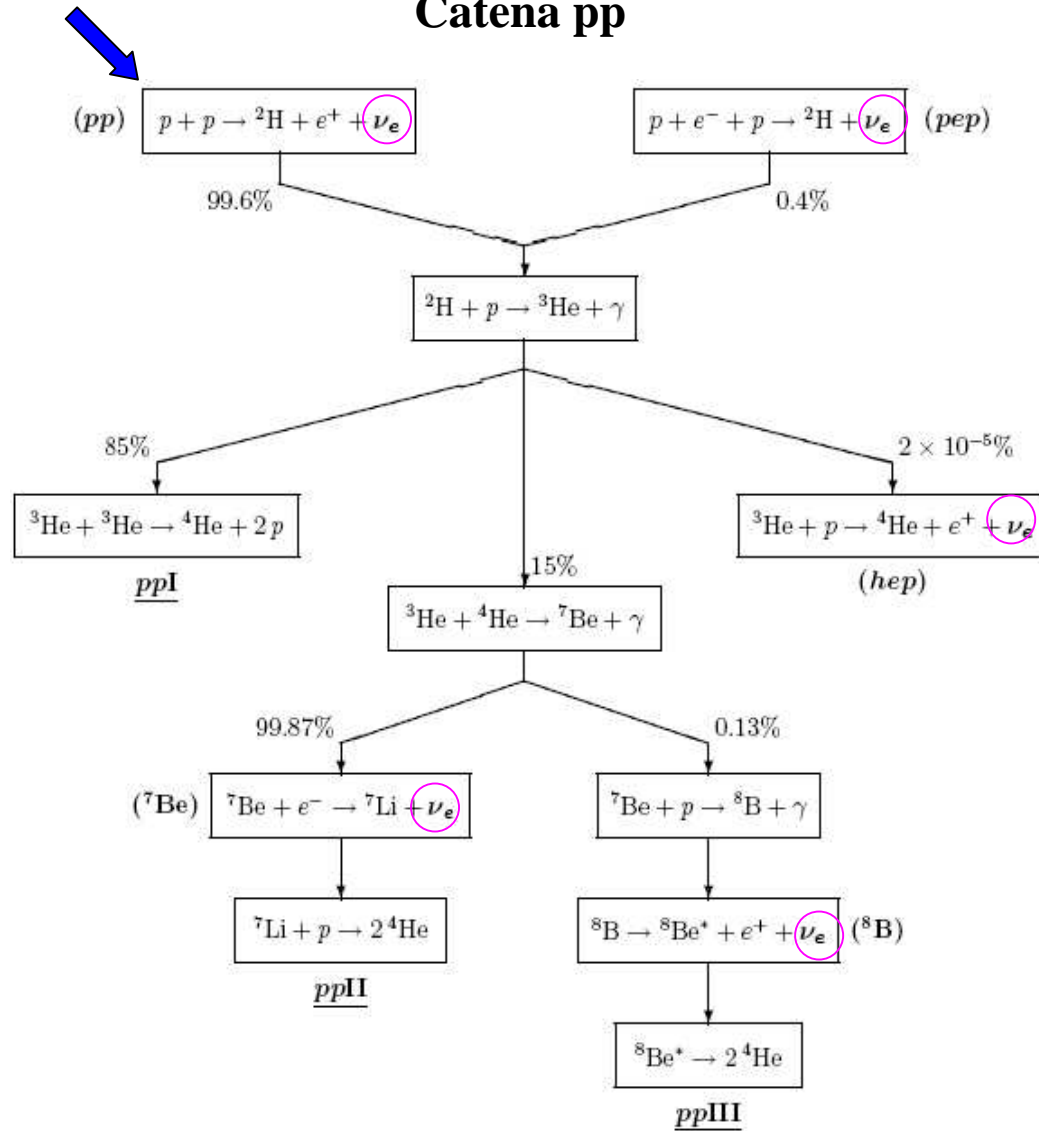 Catena pp
(pp) p + p → ²H + e⁺ + νₑ
p + e⁻ + p → ²H + νₑ (pep)
99.6%
0.4%
²H + p → ³He + γ
85%
2 × 10⁻⁵%
³He + ³He → ⁴He + 2 p
³He + p → ⁴He + e⁺ + νₑ
ppI
(hep)
15%
³He + ⁴He → ⁷Be + γ
99.87%
0.13%
(⁷Be) ⁷Be + e⁻ → ⁷Li + νₑ
⁷Be + p → ⁸B + γ
⁷Li + p → 2 ⁴He
⁸B → ⁸Be* + e⁺ + νₑ (⁸B)
ppII
⁸Be* → 2 ⁴He
ppIII